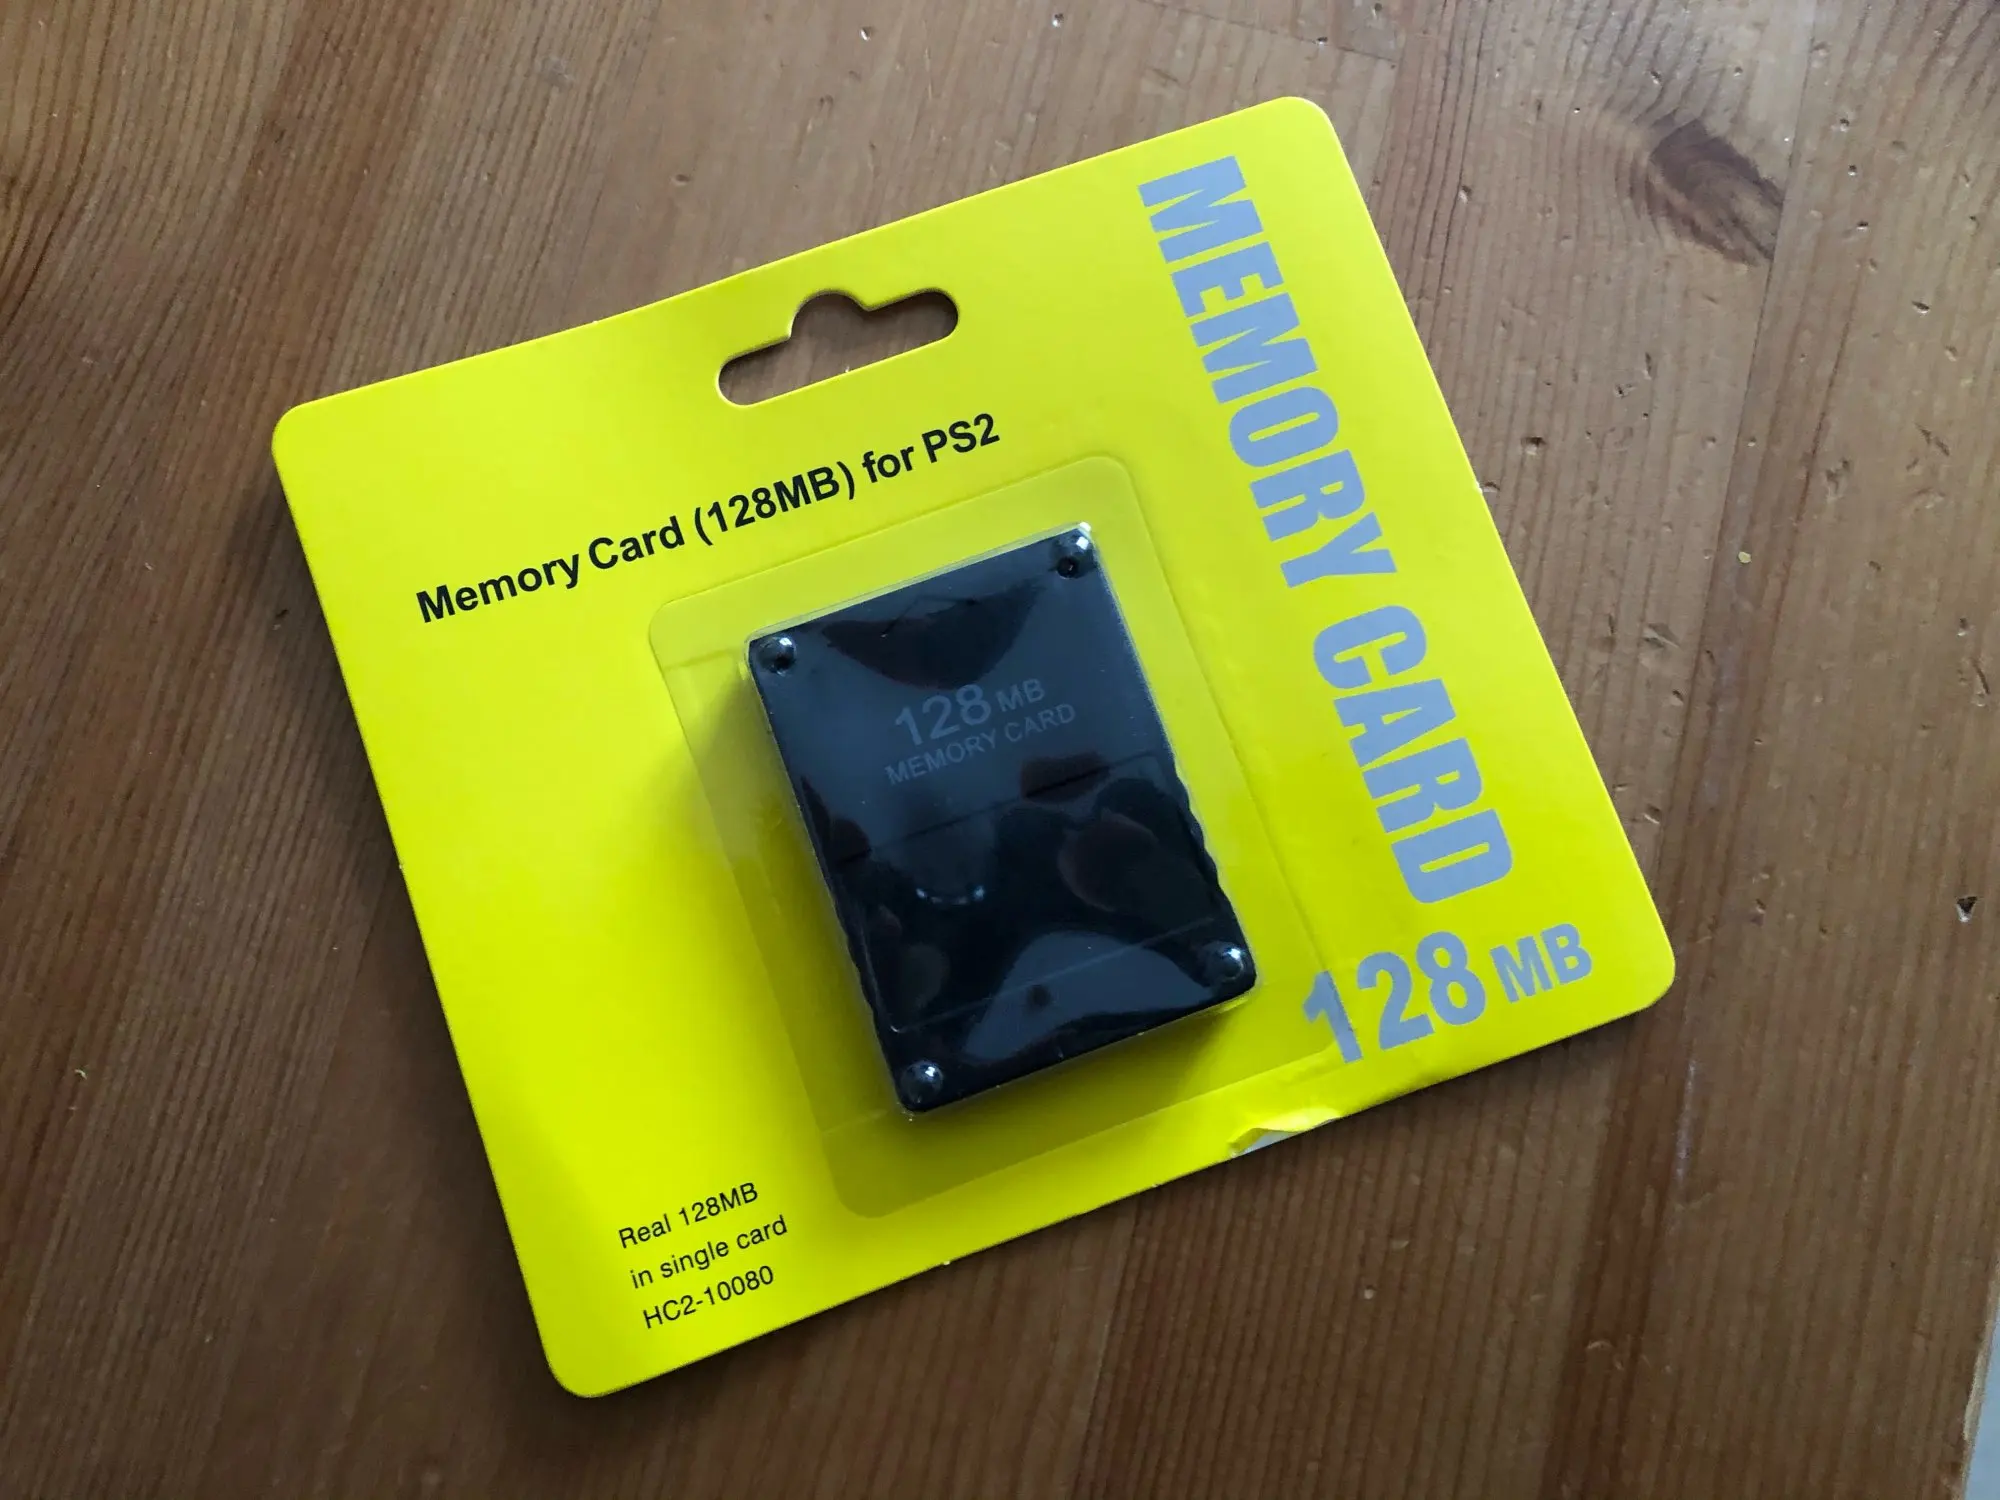 Memory Card (128MB) for PS2
MEMORY CARD
128 MB
128 MB
MEMORY CARD
Real 128MB
in single card
HC2-10080